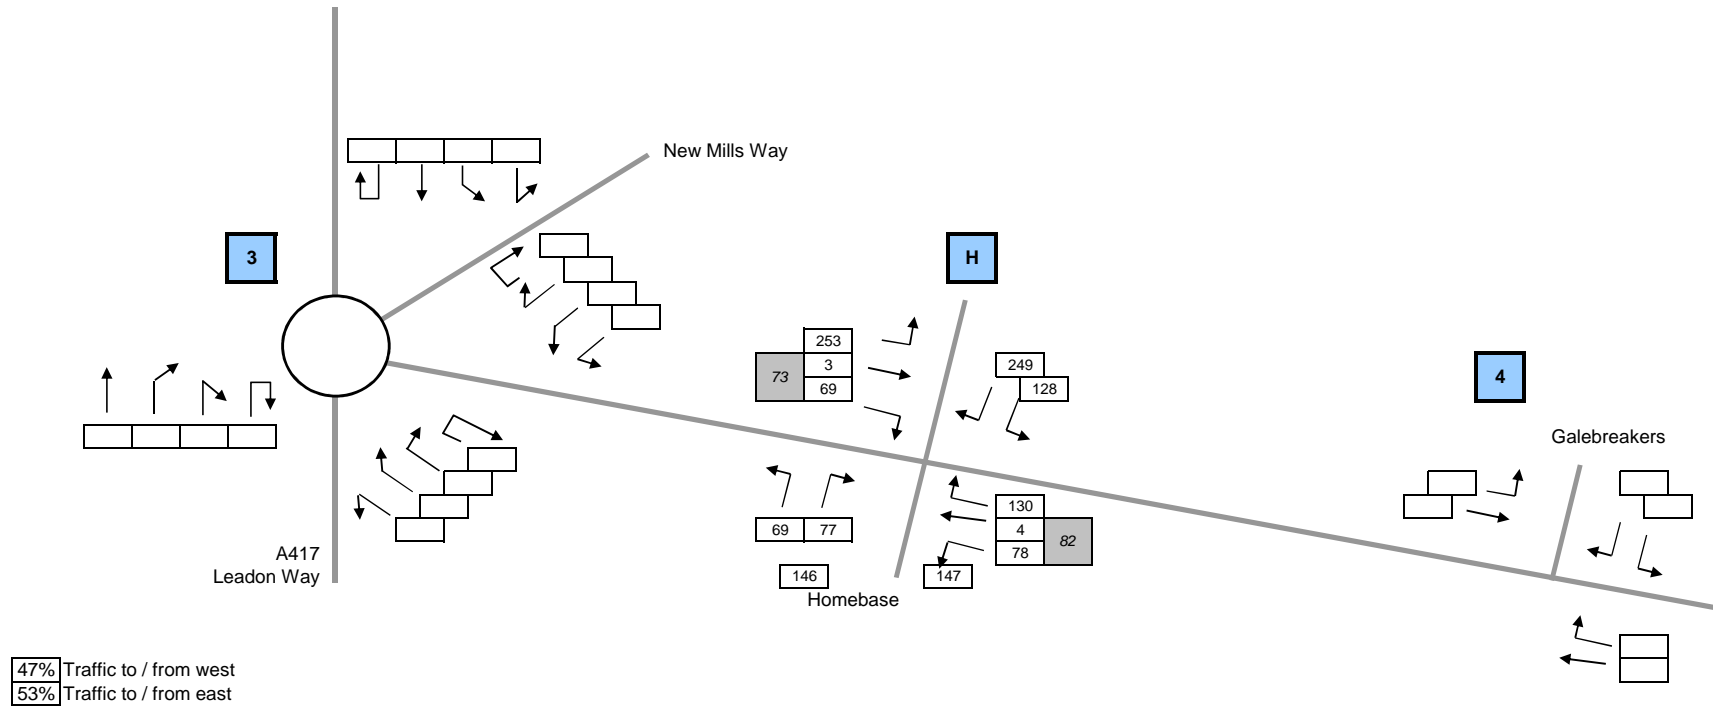 New Mills Way
3
H
253
3
69
73
249
128
4
Galebreakers
69
77
146
130
4
78
82
147
A417
Leadon Way
Homebase
47% Traffic to / from west
53% Traffic to / from east